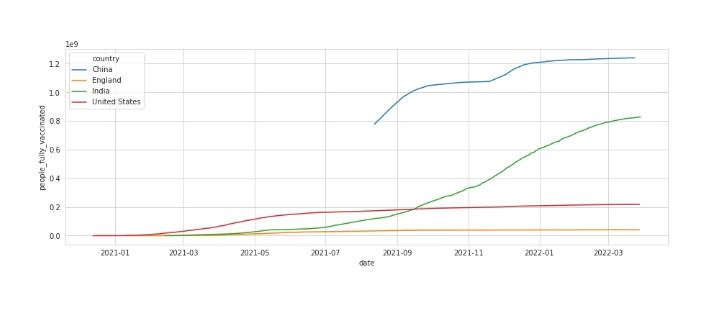 1e9
country
China
England
India
United States
1.2
1.0
0.8
0.6
0.4
0.2
0.0
people_fully_vaccinated
2021-01 2021-03 2021-05 2021-07 2021-09 2021-11 2022-01 2022-03
date